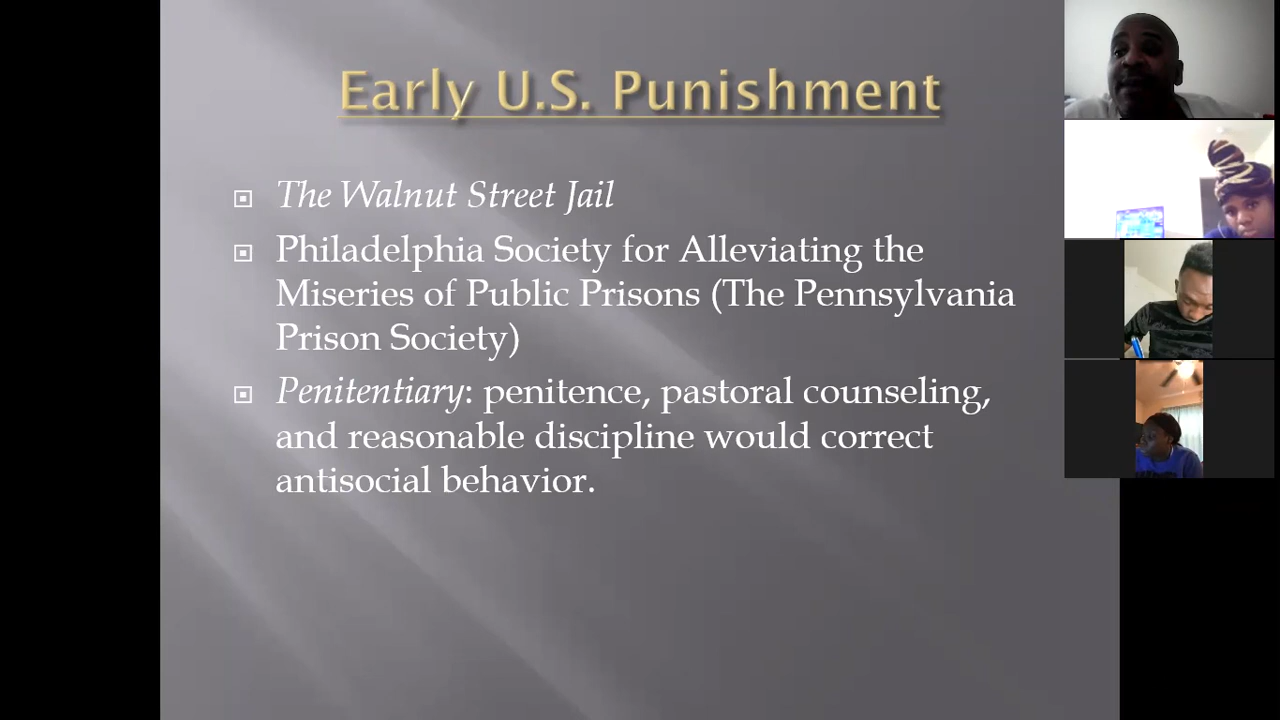 Early U.S. Punishment
The Walnut Street Jail
Philadelphia Society for Alleviating the
Miseries of Public Prisons (The Pennsylvania
Prison Society)
Penitentiary: penitence, pastoral counseling,
and reasonable discipline would correct
antisocial behavior.